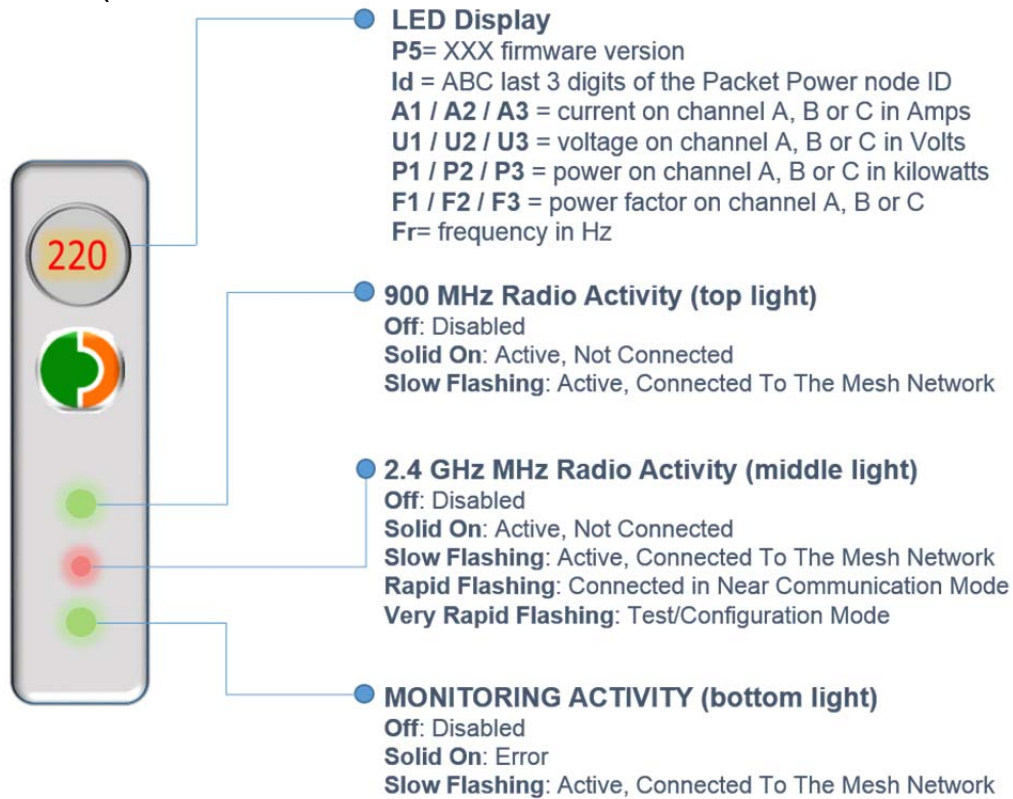 LED Display
P5= XXX firmware version
Id = ABC last 3 digits of the Packet Power node ID
A1 / A2 / A3 = current on channel A, B or C in Amps
U1 / U2 / U3 = voltage on channel A, B or C in Volts
P1 / P2 / P3 = power on channel A, B or C in kilowatts
F1 / F2 / F3 = power factor on channel A, B or C
Fr= frequency in Hz
220
900 MHz Radio Activity (top light)
Off: Disabled
Solid On: Active, Not Connected
Slow Flashing: Active, Connected To The Mesh Network
2.4 GHz MHz Radio Activity (middle light)
Off: Disabled
Solid On: Active, Not Connected
Slow Flashing: Active, Connected To The Mesh Network
Rapid Flashing: Connected in Near Communication Mode
Very Rapid Flashing: Test/Configuration Mode
MONITORING ACTIVITY (bottom light)
Off: Disabled
Solid On: Error
Slow Flashing: Active, Connected To The Mesh Network